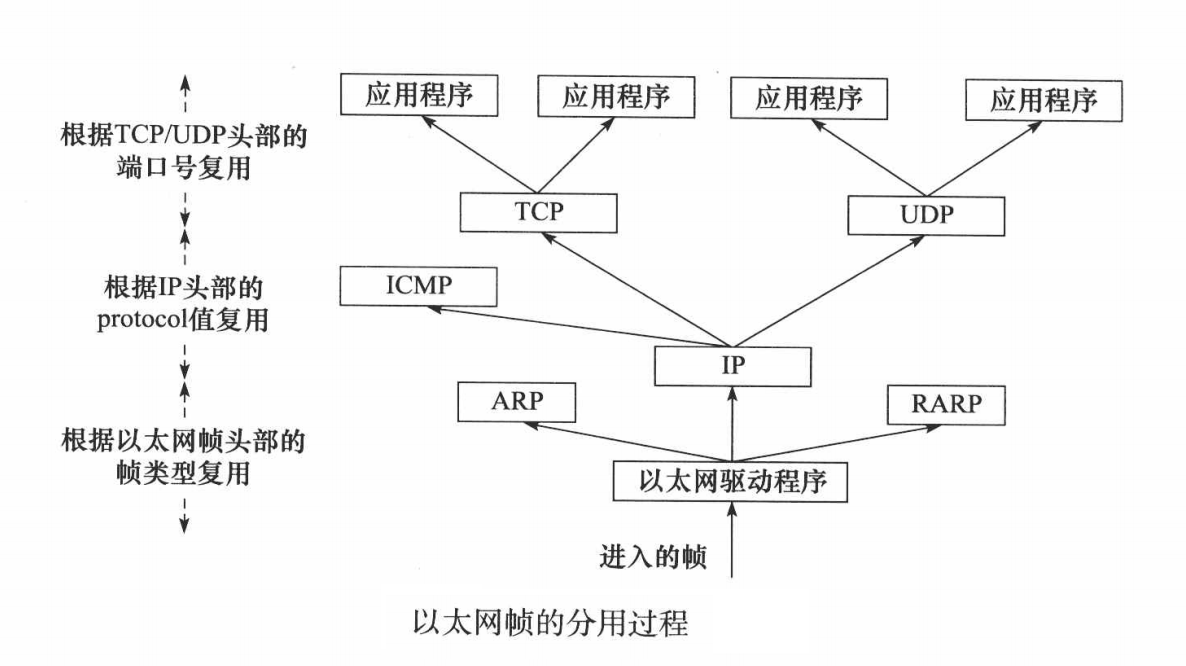 应用程序
应用程序
应用程序
应用程序
根据TCP/UDP头部的
端口号复用
TCP
UDP
ICMP
根据IP头部的
protocol值复用
IP
ARP
RARP
根据以太网帧头部的
帧类型复用
以太网驱动程序
进入的帧
以太网帧的分用过程